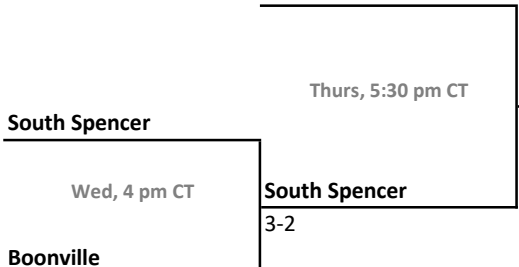 Thurs, 5:30 pm CT
South Spencer
Wed, 4 pm CT
South Spencer
3-2
Boonville